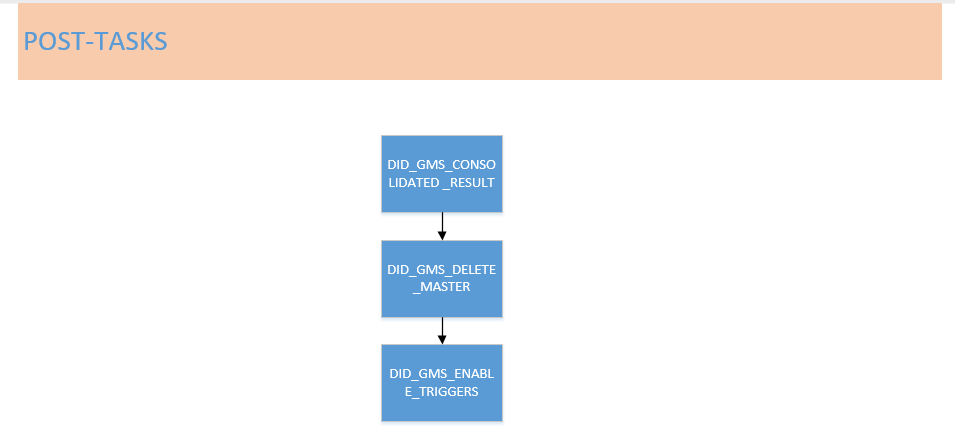 POST-TASKS
DID_GMS_CONSO
LIDATED _RESULT
DID_GMS_DELETE
_MASTER
DID_GMS_ENABL
E_TRIGGERS